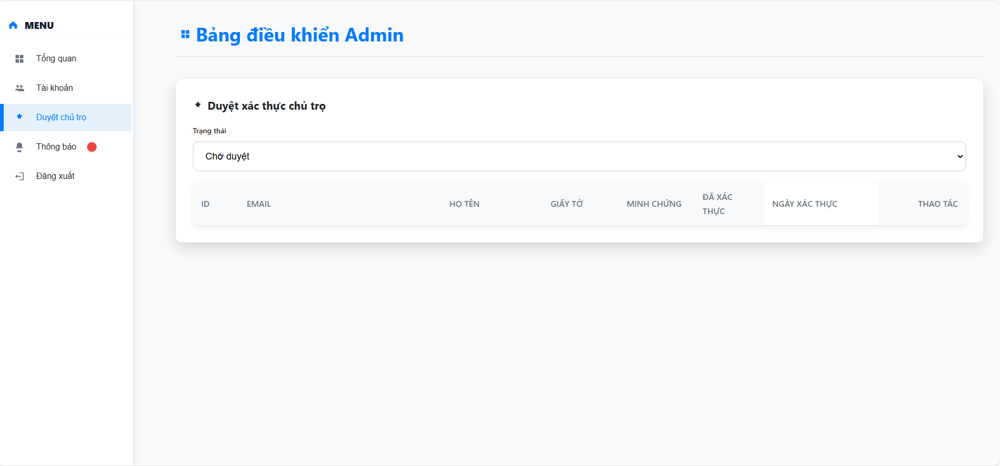 MENU
Tổng quan
Tài khoản
Duyệt chủ trọ
Thông báo
Đăng xuất
Bảng điều khiển Admin
Duyệt xác thực chủ trọ
Trạng thái
Chờ duyệt
ID EMAIL HỌ TÊN GIẤY TỜ MINH CHỨNG ĐÃ XÁC THỰC NGÀY XÁC THỰC THAO TÁC